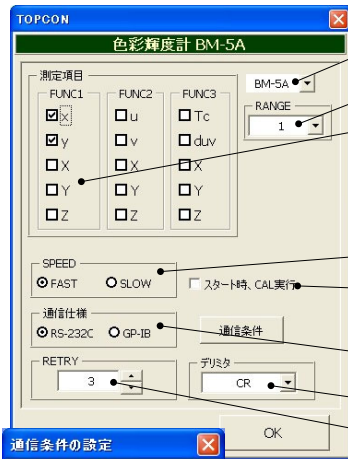 TOPCON
色彩輝度計 BM-5A
測定項目
BM-5A
FUNC1 FUNC2 FUNC3
RANGE
x u Tc
1
y v duv
X X X
Y Y Y
Z Z Z
SPEED
FAST SLOW
スタート時、CAL実行
通信仕様
RS-232C GP-IB
通信条件
RETRY
デリミタ
3
CR
OK
通信条件の設定